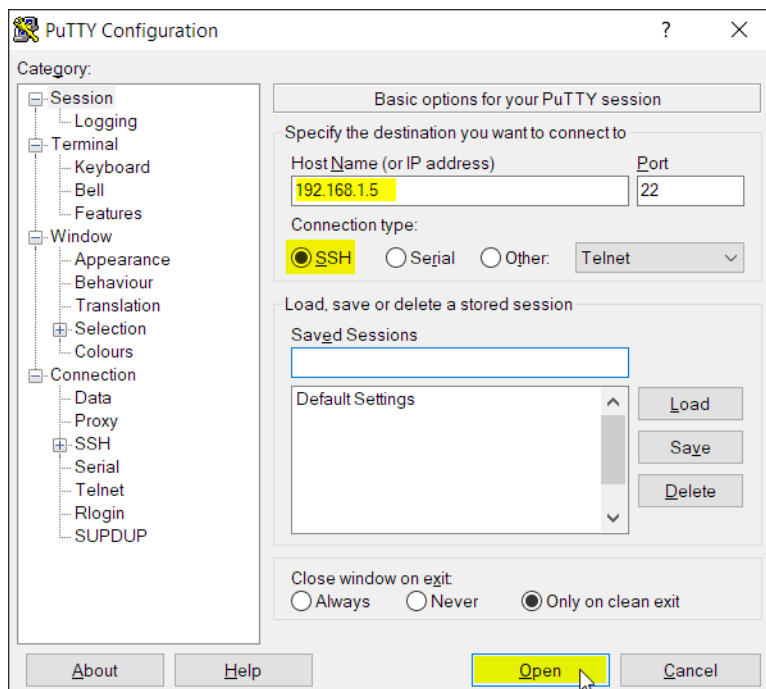 PuTTY Configuration
?
Category:
Session
Logging
Terminal
Keyboard
Bell
Features
Window
Appearance
Behaviour
Translation
Selection
Colours
Connection
Data
Proxy
SSH
Serial
Telnet
Rlogin
SUPDUP
Basic options for your PuTTY session
Specify the destination you want to connect to
Host Name (or IP address) Port
192.168.1.5 22
Connection type:
SSH Serial Other: Telnet
Load, save or delete a stored session
Saved Sessions
Default Settings
Load
Save
Delete
Close window on exit:
Always Never Only on clean exit
About Help Open Cancel